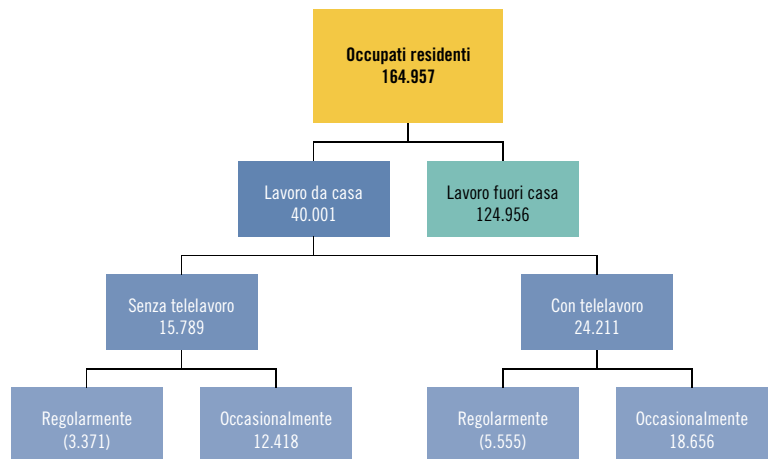 Occupati residenti
164.957
Lavoro da casa
40.001
Lavoro fuori casa
124.956
Senza telelavoro
15.789
Con telelavoro
24.211
Regolarmente
(3.371)
Occasionalmente
12.418
Regolarmente
(5.555)
Occasionalmente
18.656